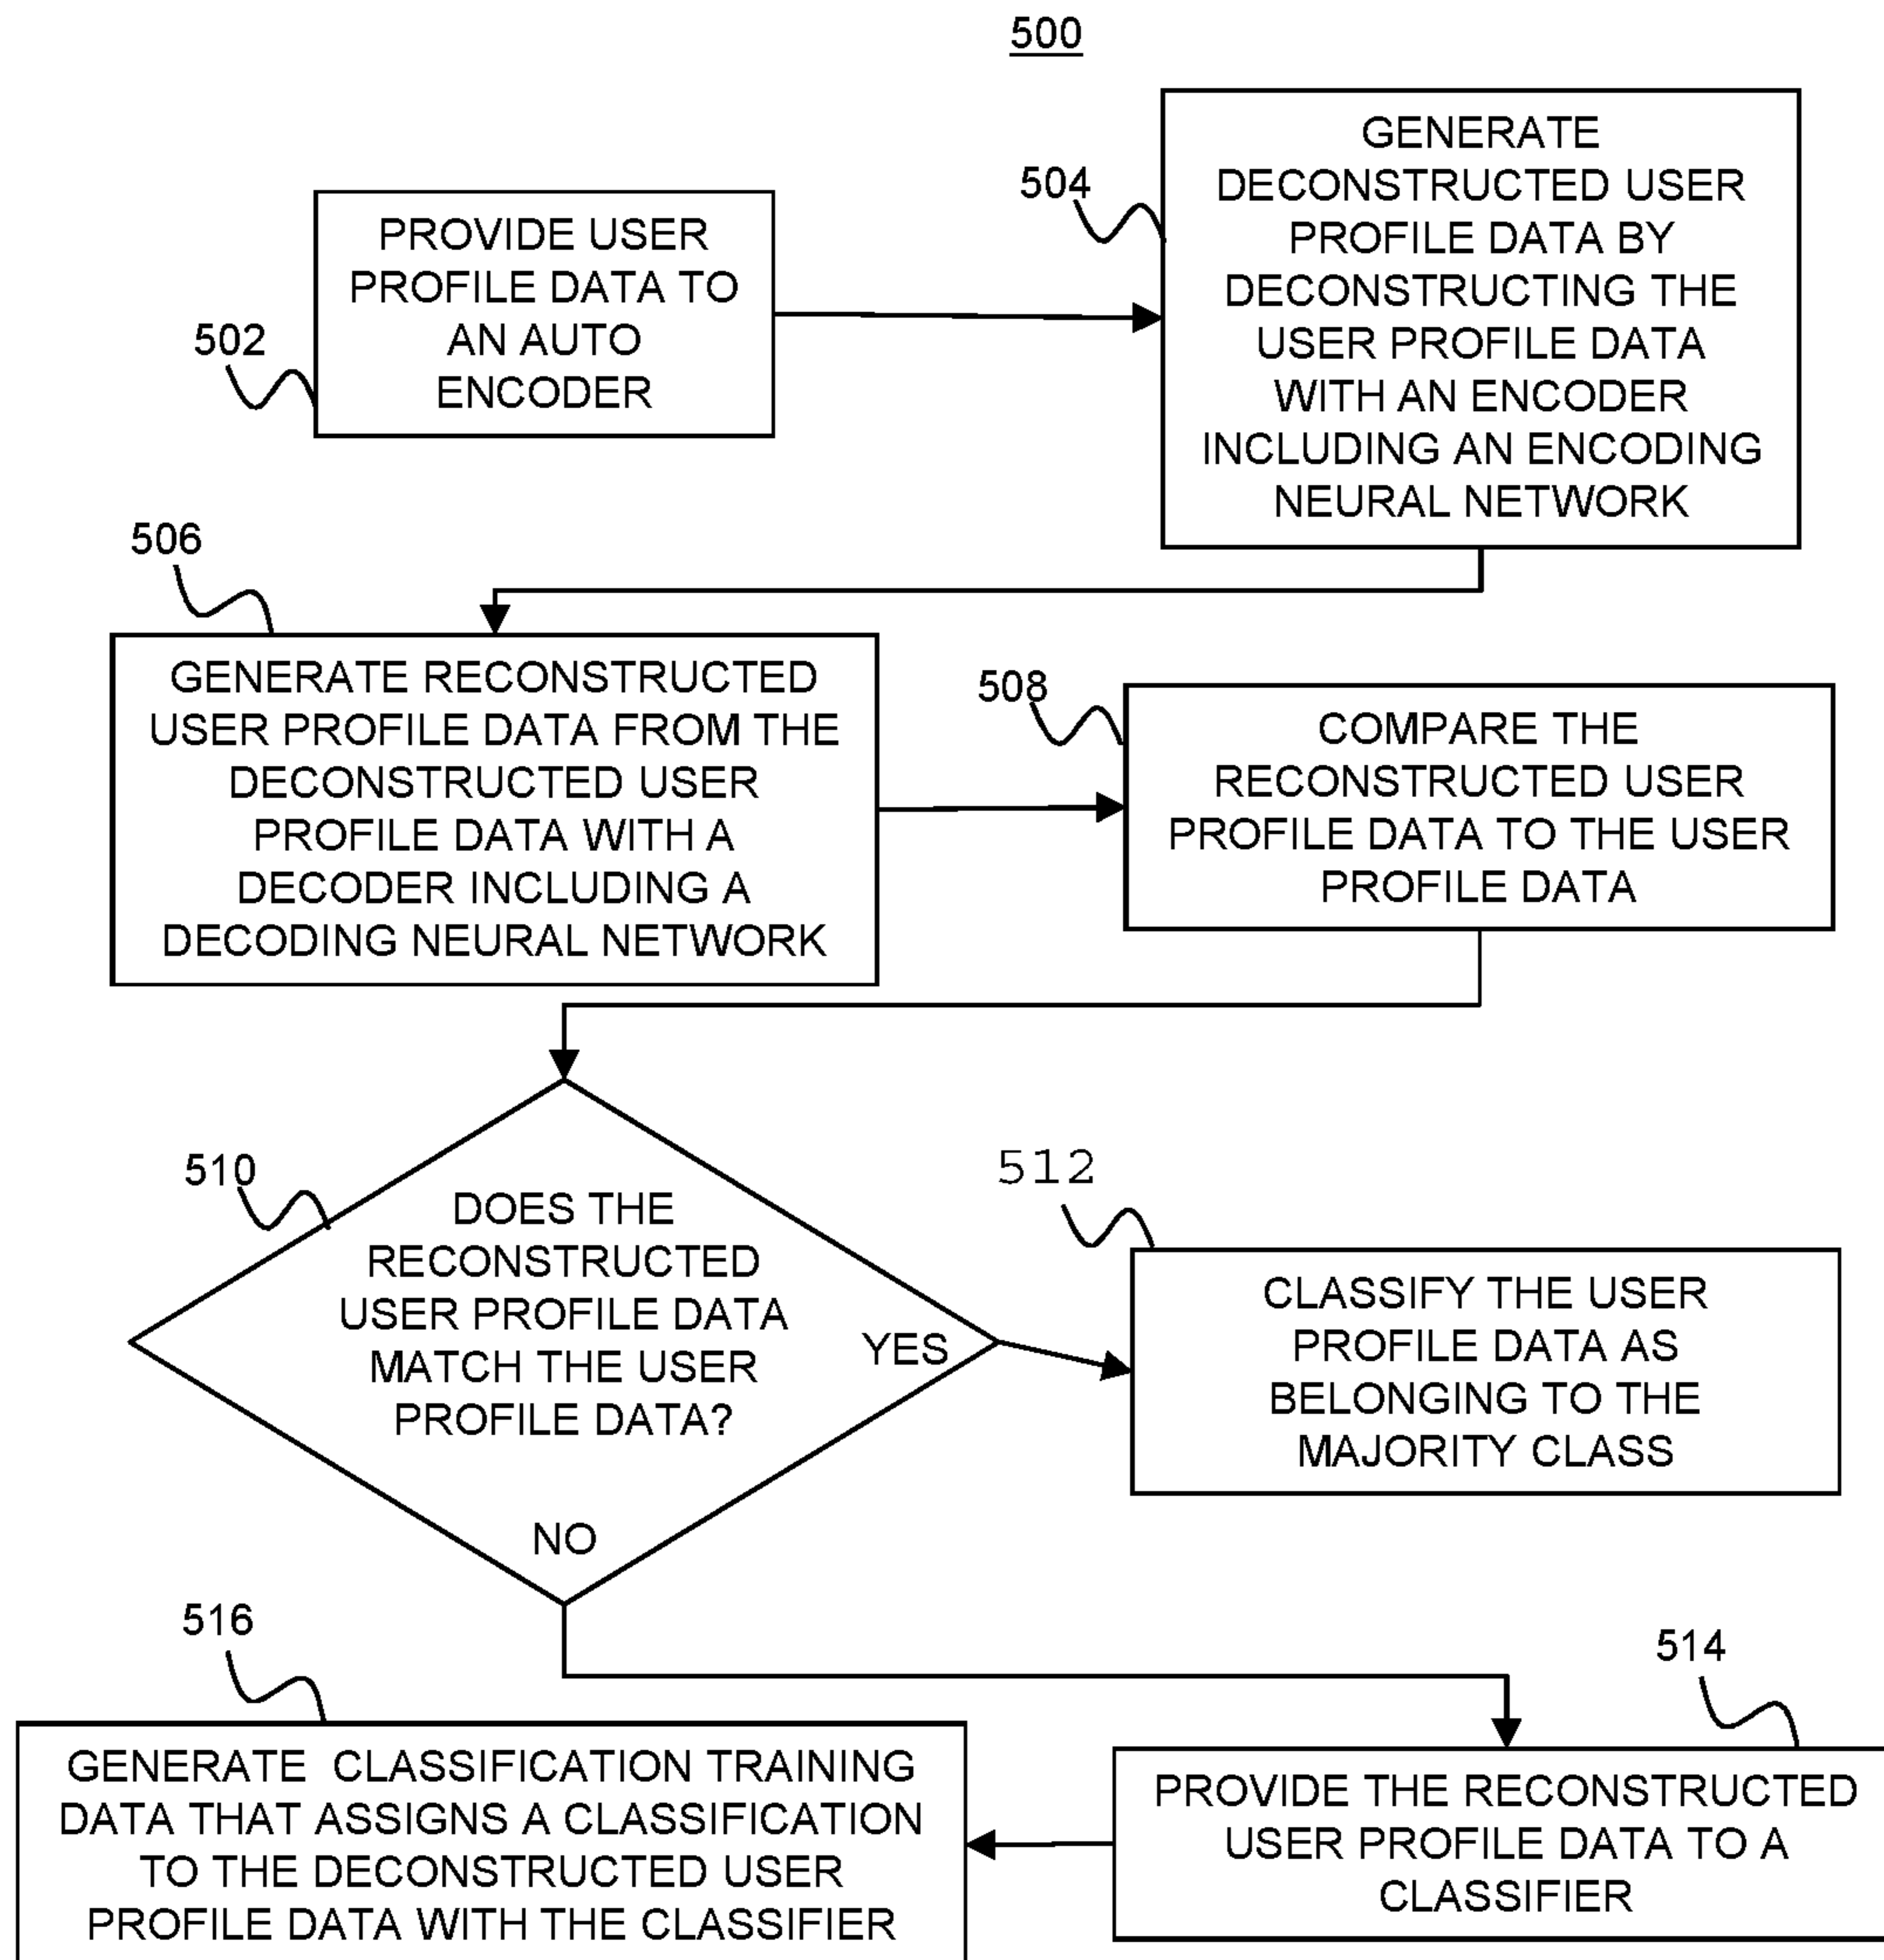 500
502
PROVIDE USER
PROFILE DATA TO
AN AUTO
ENCODER
504
GENERATE
DECONSTRUCTED USER
PROFILE DATA BY
DECONSTRUCTING THE
USER PROFILE DATA
WITH AN ENCODER
INCLUDING AN ENCODING
NEURAL NETWORK
506
GENERATE RECONSTRUCTED
USER PROFILE DATA FROM THE
DECONSTRUCTED USER
PROFILE DATA WITH A
DECODER INCLUDING A
DECODING NEURAL NETWORK
508
COMPARE THE
RECONSTRUCTED USER
PROFILE DATA TO THE USER
PROFILE DATA
510
DOES THE
RECONSTRUCTED
USER PROFILE DATA
MATCH THE USER
PROFILE DATA?
YES
NO
512
CLASSIFY THE USER
PROFILE DATA AS
BELONGING TO THE
MAJORITY CLASS
514
PROVIDE THE RECONSTRUCTED
USER PROFILE DATA TO A
CLASSIFIER
516
GENERATE CLASSIFICATION TRAINING
DATA THAT ASSIGNS A CLASSIFICATION
TO THE DECONSTRUCTED USER
PROFILE DATA WITH THE CLASSIFIER